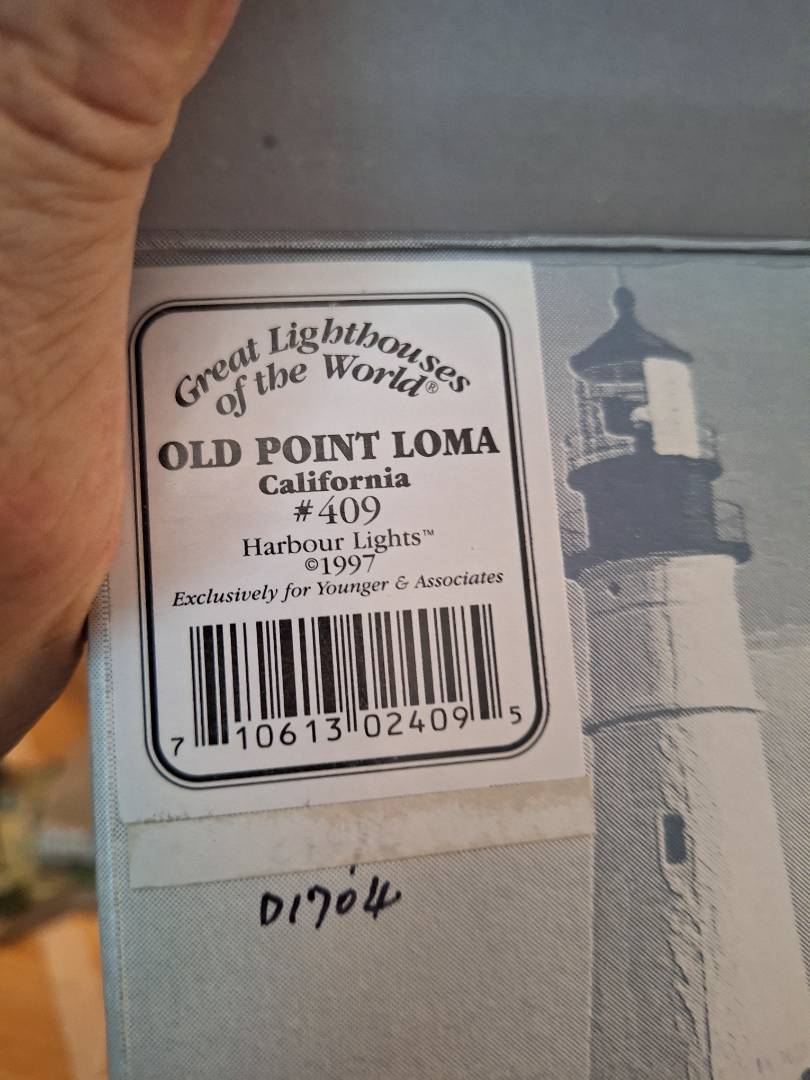 Great Lighthouses
of the World®
OLD POINT LOMA
California
#409
Harbour Lights™
©1997
Exclusively for Younger & Associates
7 10613 02409 5
D1704